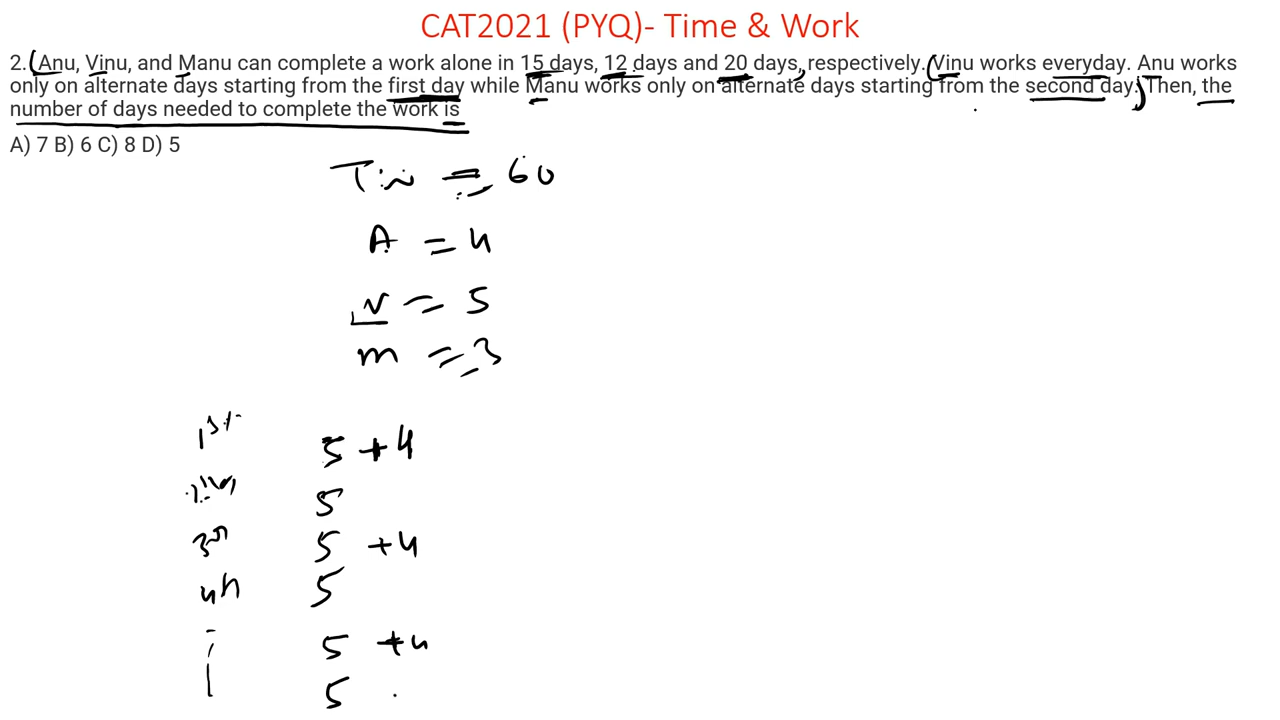 CAT2021 (PYQ)- Time & Work
2. Anu, Vinu, and Manu can complete a work alone in 15 days, 12 days and 20 days, respectively. Vinu works everyday. Anu works
only on alternate days starting from the first day while Manu works only on alternate days starting from the second day. Then, the
number of days needed to complete the work is
A) 7 B) 6 C) 8 D) 5
T.W = 60
A = 4
V = 5
m = 3
1st 5 + 4
5
5 + 4
5
5 + 4
5